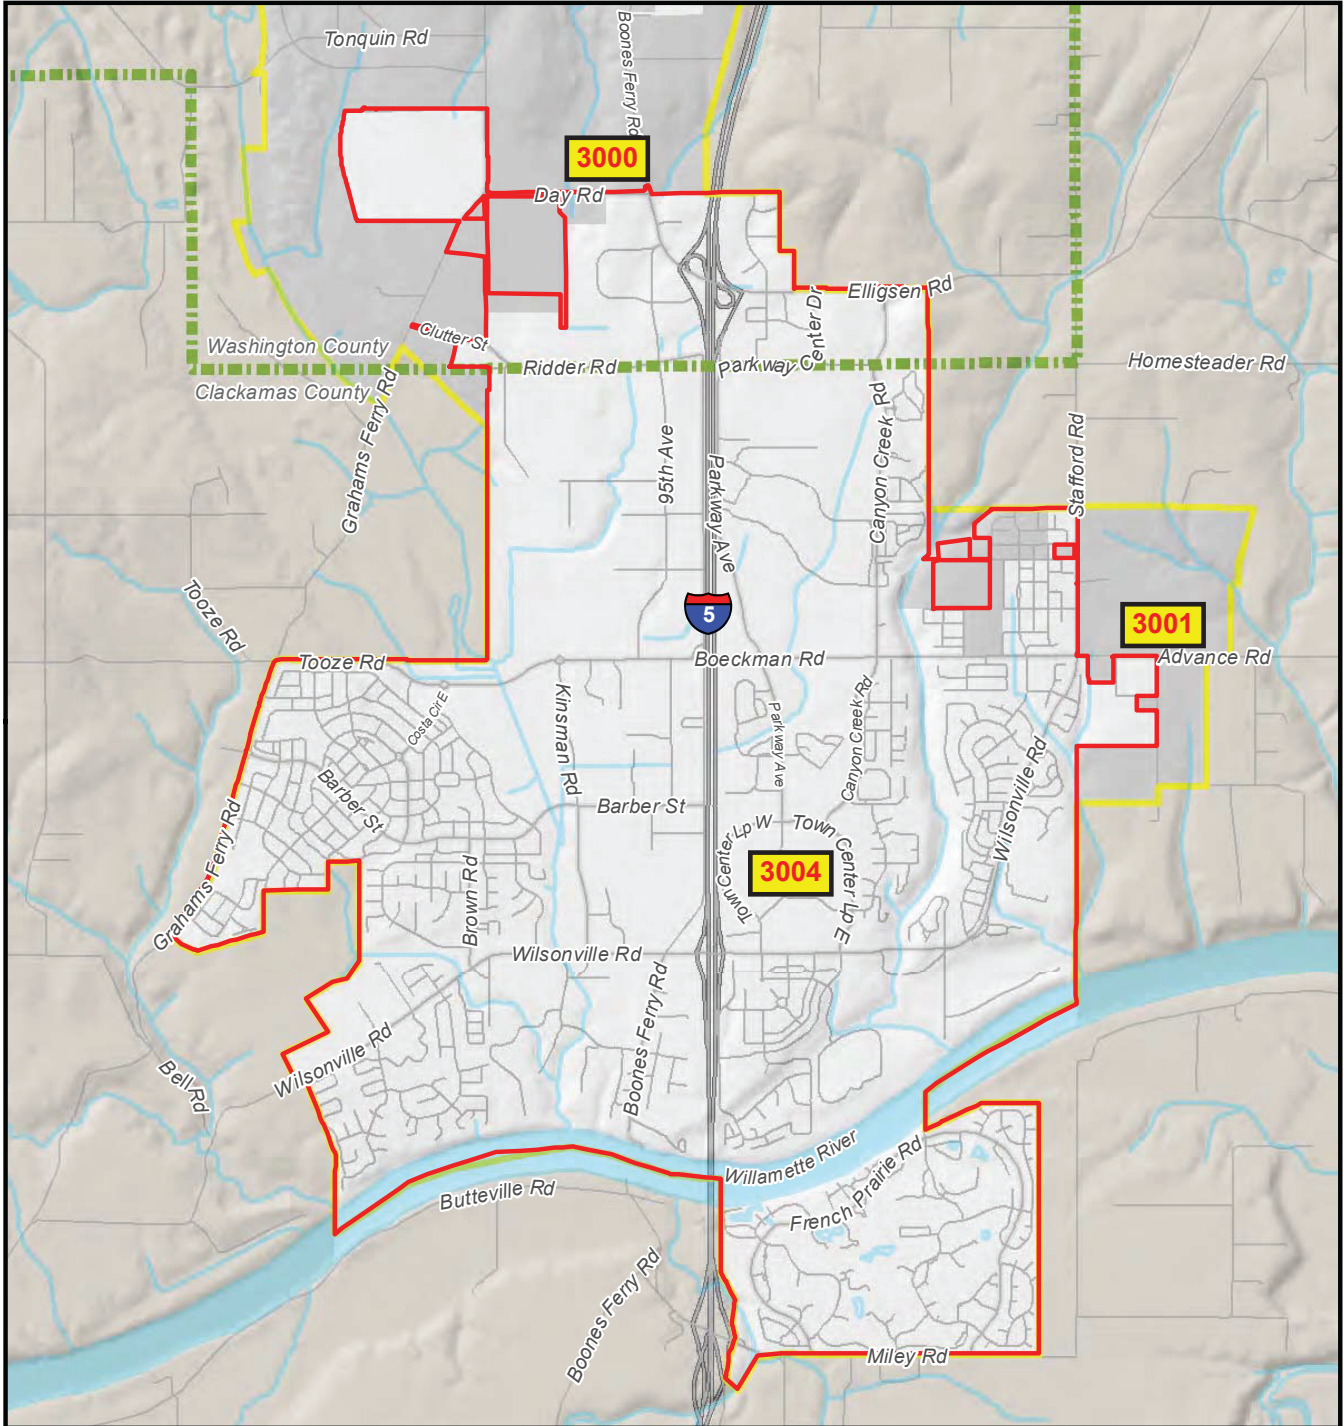 Tonquin Rd
Boones Ferry Rd
3000
Day Rd
Elligsen Rd
Parkway Center Dr
Clutter St
Washington County
Ridder Rd
Homesteader Rd
Clackamas County
Grahams Ferry Rd
95th Ave
Parkway Ave
Canyon Creek Rd
Stafford Rd
Tooze Rd
5
3001
Tooze Rd
Boeckman Rd
Advance Rd
Costa Cir E
Kinsman Rd
Parkway Ave
Canyon Creek Rd
Wilsonville Rd
Barber St
Barber St
Town Center Lp W
Town Center Lp E
3004
Grahams Ferry Rd
Brown Rd
Wilsonville Rd
Boones Ferry Rd
Wilsonville Rd
Bell Rd
Willamette River
French Prairie Rd
Butteville Rd
Boones Ferry Rd
Miley Rd